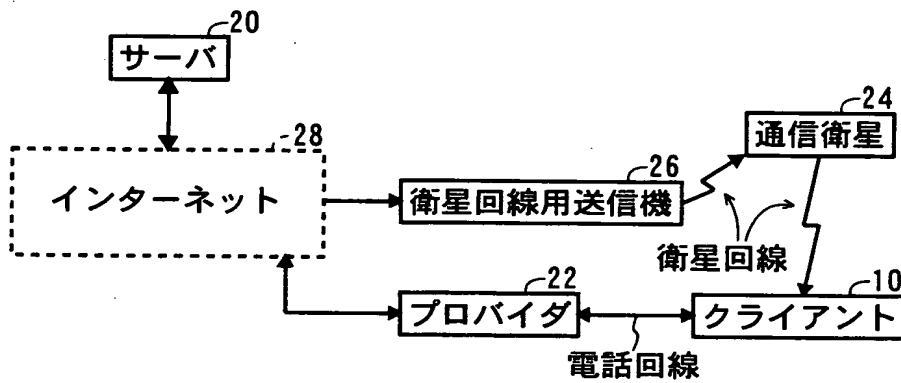 20
サーバ
24
通信衛星
28
インターネット
26
衛星回線用送信機
衛星回線
22
プロバイダ
10
クライアント
電話回線